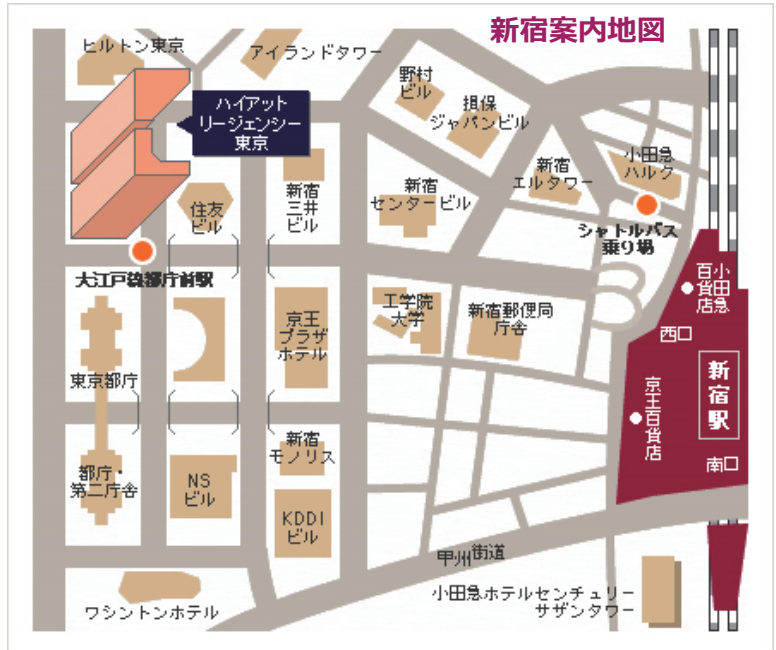 新宿案内地図
ヒルトン東京
アイランドタワー
ハイアット
リージェンシー
東京
野村
ビル
損保
ジャパンビル
小田急
ハルク
新宿
エルタワー
新宿
センタービル
新宿
三井
ビル
住友
ビル
シャトルバス
乗り場
大江戸線都庁前駅
小田急
百貨店
西口
新宿駅
京王百貨店
南口
工学院
大学
新宿郵便局
庁舎
京王
プラザ
ホテル
東京都庁
新宿
モノリス
都庁・
第二庁舎
NS
ビル
KDDI
ビル
甲州街道
ワシントンホテル
小田急ホテルセンチュリー
サザンタワー